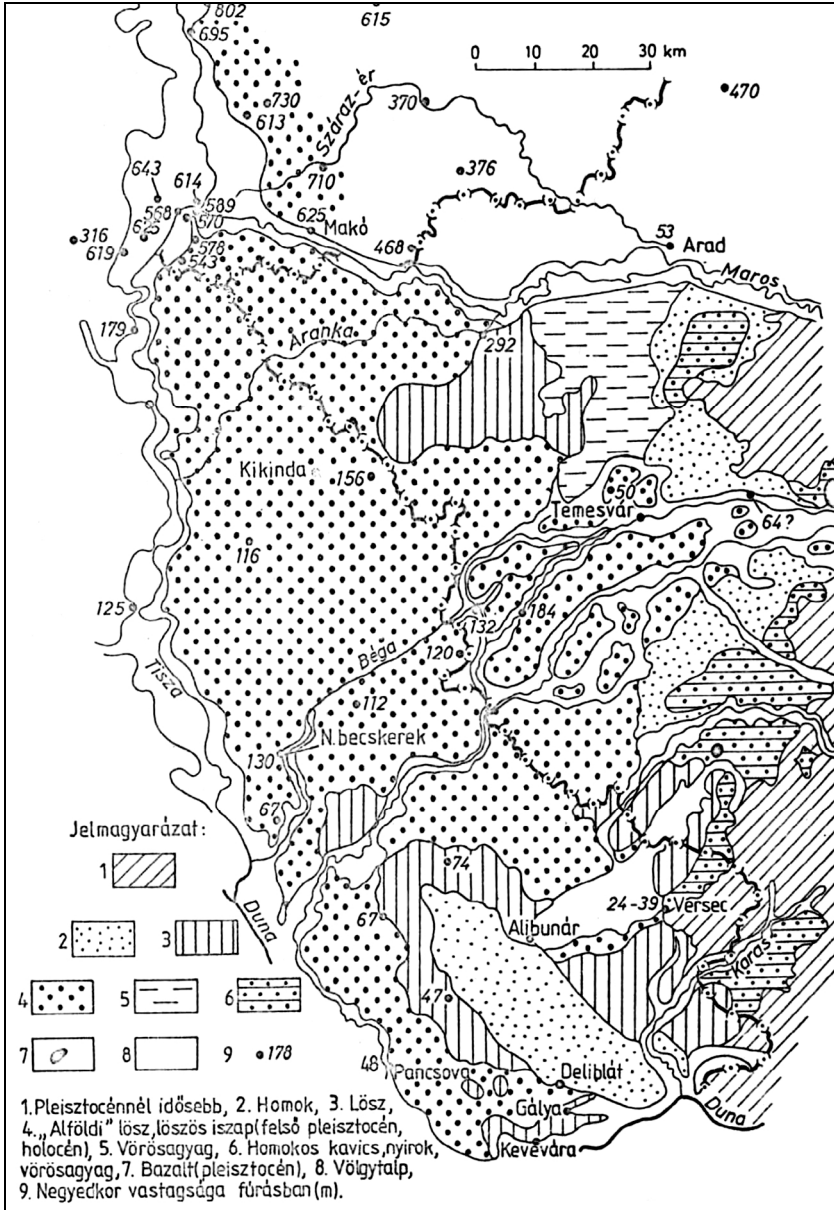 1802
615
695
0 10 20 30 km
730
613
Száraz-ér
370
470
643
614
710
376
568
589
570
625
Makó
53
Arad
316
619
578
543
468
Maros
179
Aranka
292
Kikinda
156
50
Temesvár
64?
116
125
132
184
Béga
120
Tisza
112
N.becskerek
130
67
Jelmagyarázat:
74
1
24-39
Versec
Duna
67
Alibunár
2
3
Karas
4
5
6
47
7
8
9
178
48
Pancsova
Deliblát
Gálya
Duna
Kevevára
1.Pleisztocénnél idősebb, 2. Homok, 3. Lösz,
4."Alföldi" lösz,löszös iszap(felső pleisztocén,
holocén), 5. Vörösagyag, 6. Homokos kavics,nyirok,
vörösagyag,7. Bazalt(pleisztocén), 8. Völgytalp,
9. Negyedkor vastagsága fúrásban(m).